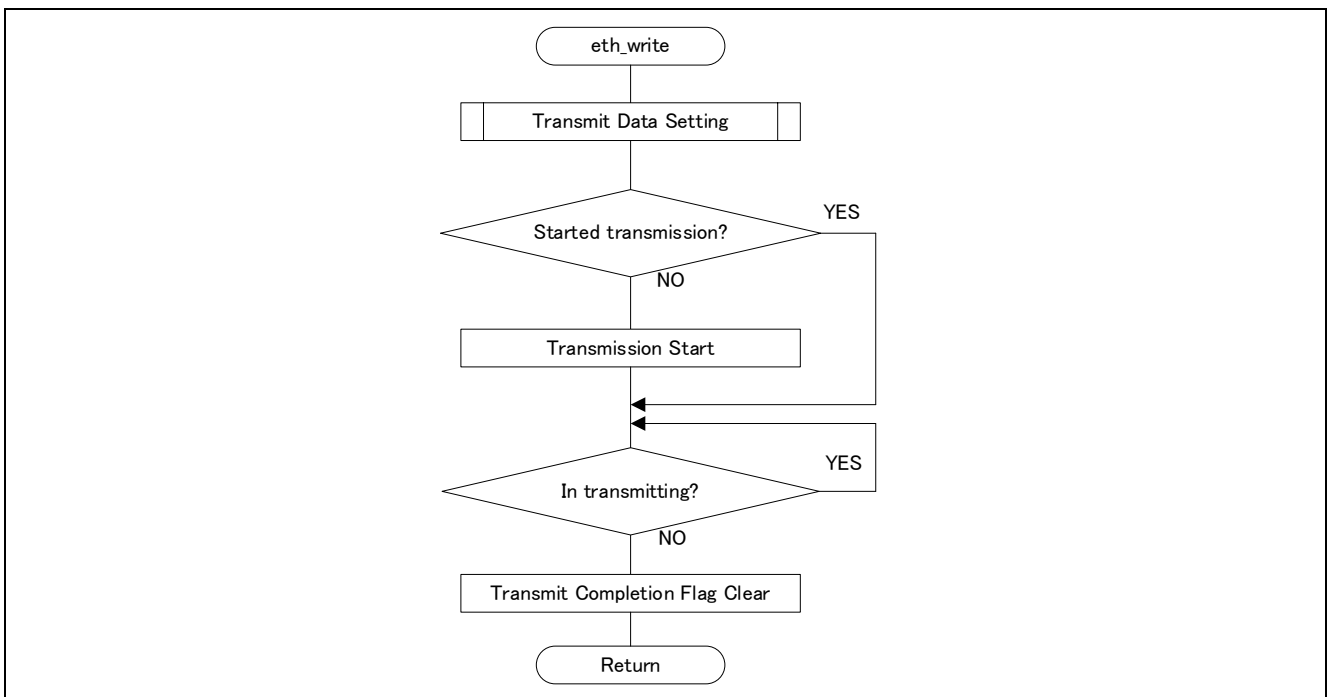 eth_write
Transmit Data Setting
YES
Started transmission?
NO
Transmission Start
YES
In transmitting?
NO
Transmit Completion Flag Clear
Return